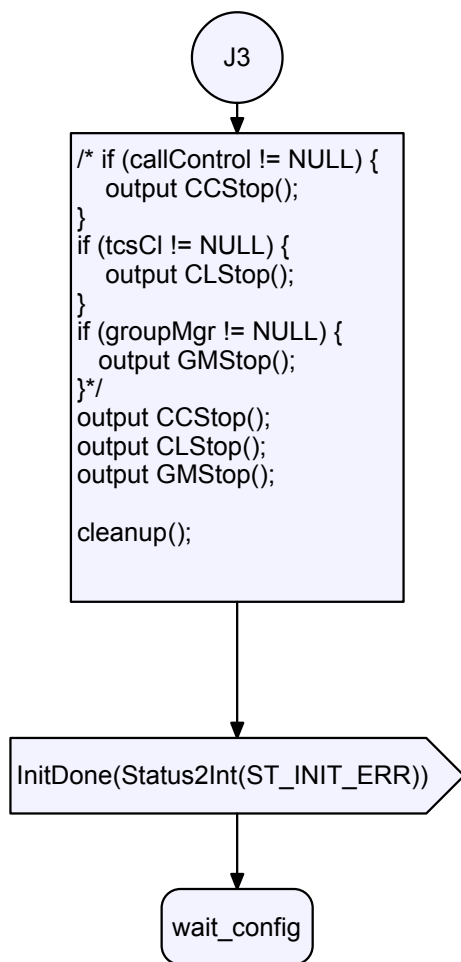 J3
/* if (callControl != NULL) {
output CCStop();
}
if (tcsCl != NULL) {
output CLStop();
}
if (groupMgr != NULL) {
output GMStop();
}*/
output CCStop();
output CLStop();
output GMStop();
cleanup();
InitDone(Status2Int(ST_INIT_ERR))
wait_config